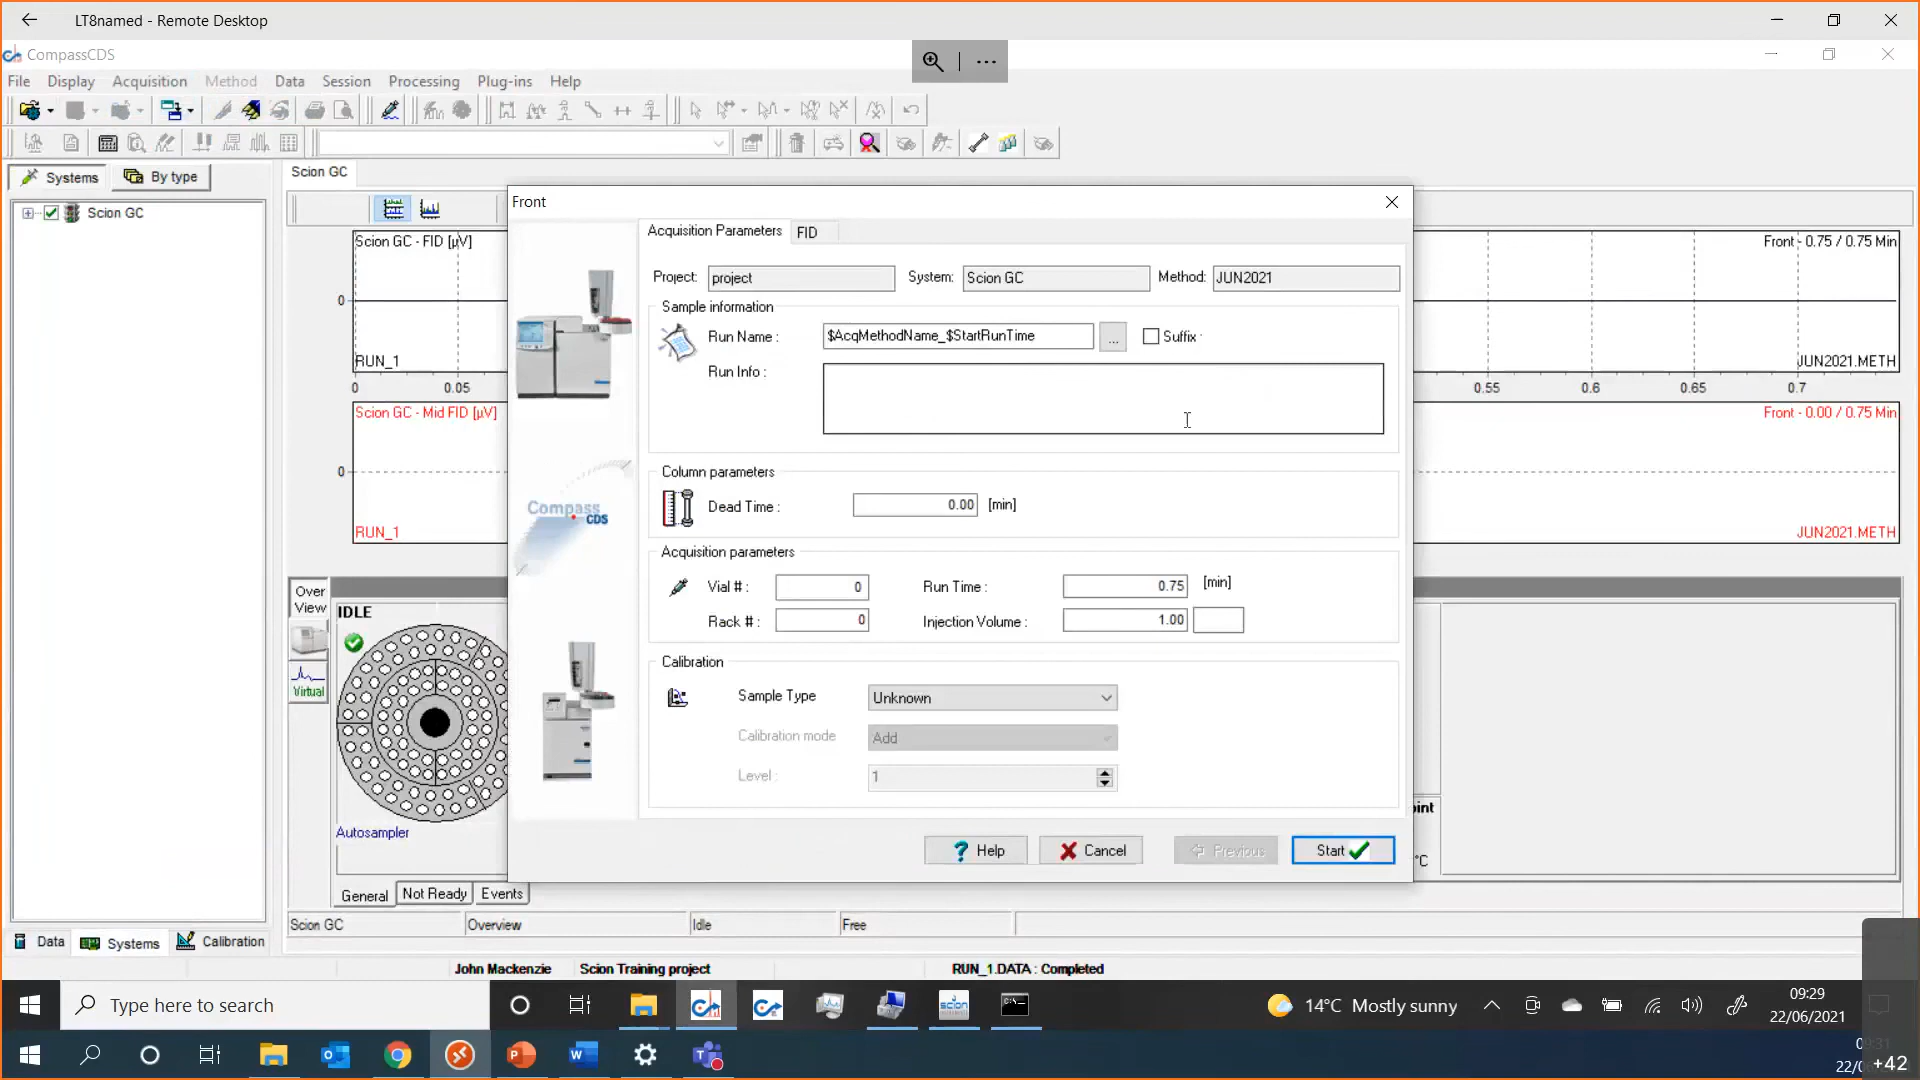 LT8named - Remote Desktop
CompassCDS
File Display Acquisition Method Data Session Processing Plug-ins Help
Systems By type
Scion GC
Scion GC
Front
Acquisition Parameters FID
Project: project System: Scion GC Method: JUN2021
Sample information
Run Name : $AcqMethodName_$StartRunTime ... Suffix
Run Info :
Column parameters
Dead Time : 0.00 [min]
Acquisition parameters
Vial # : 0 Run Time : 0.75 [min]
Rack # : 0 Injection Volume : 1.00
Calibration
Sample Type Unknown
Calibration mode Add
Level : 1
Help Cancel Previous Start
Compass CDS
Scion GC - FID [µV]
Front - 0.75 / 0.75 Min
0
RUN_1
JUN2021.METH
0 0.05 0.55 0.6 0.65 0.7
Scion GC - Mid FID [µV]
Front - 0.00 / 0.75 Min
0
RUN_1
JUN2021.METH
Over View
IDLE
Virtual
Autosampler
°C
General Not Ready Events
Scion GC Overview Idle Free
Data Systems Calibration
John Mackenzie Scion Training project RUN_1.DATA : Completed
Type here to search
scion
14°C Mostly sunny
09:29
22/06/2021
+42